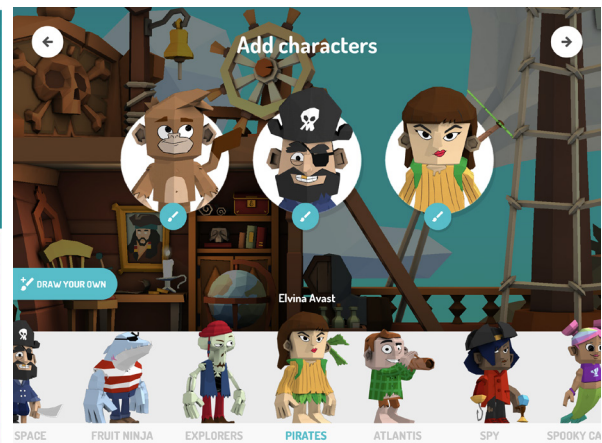 Add characters
DRAW YOUR OWN
Elvina Avast
SPACE FRUIT NINJA EXPLORERS PIRATES ATLANTIS SPY SPOOKY CA